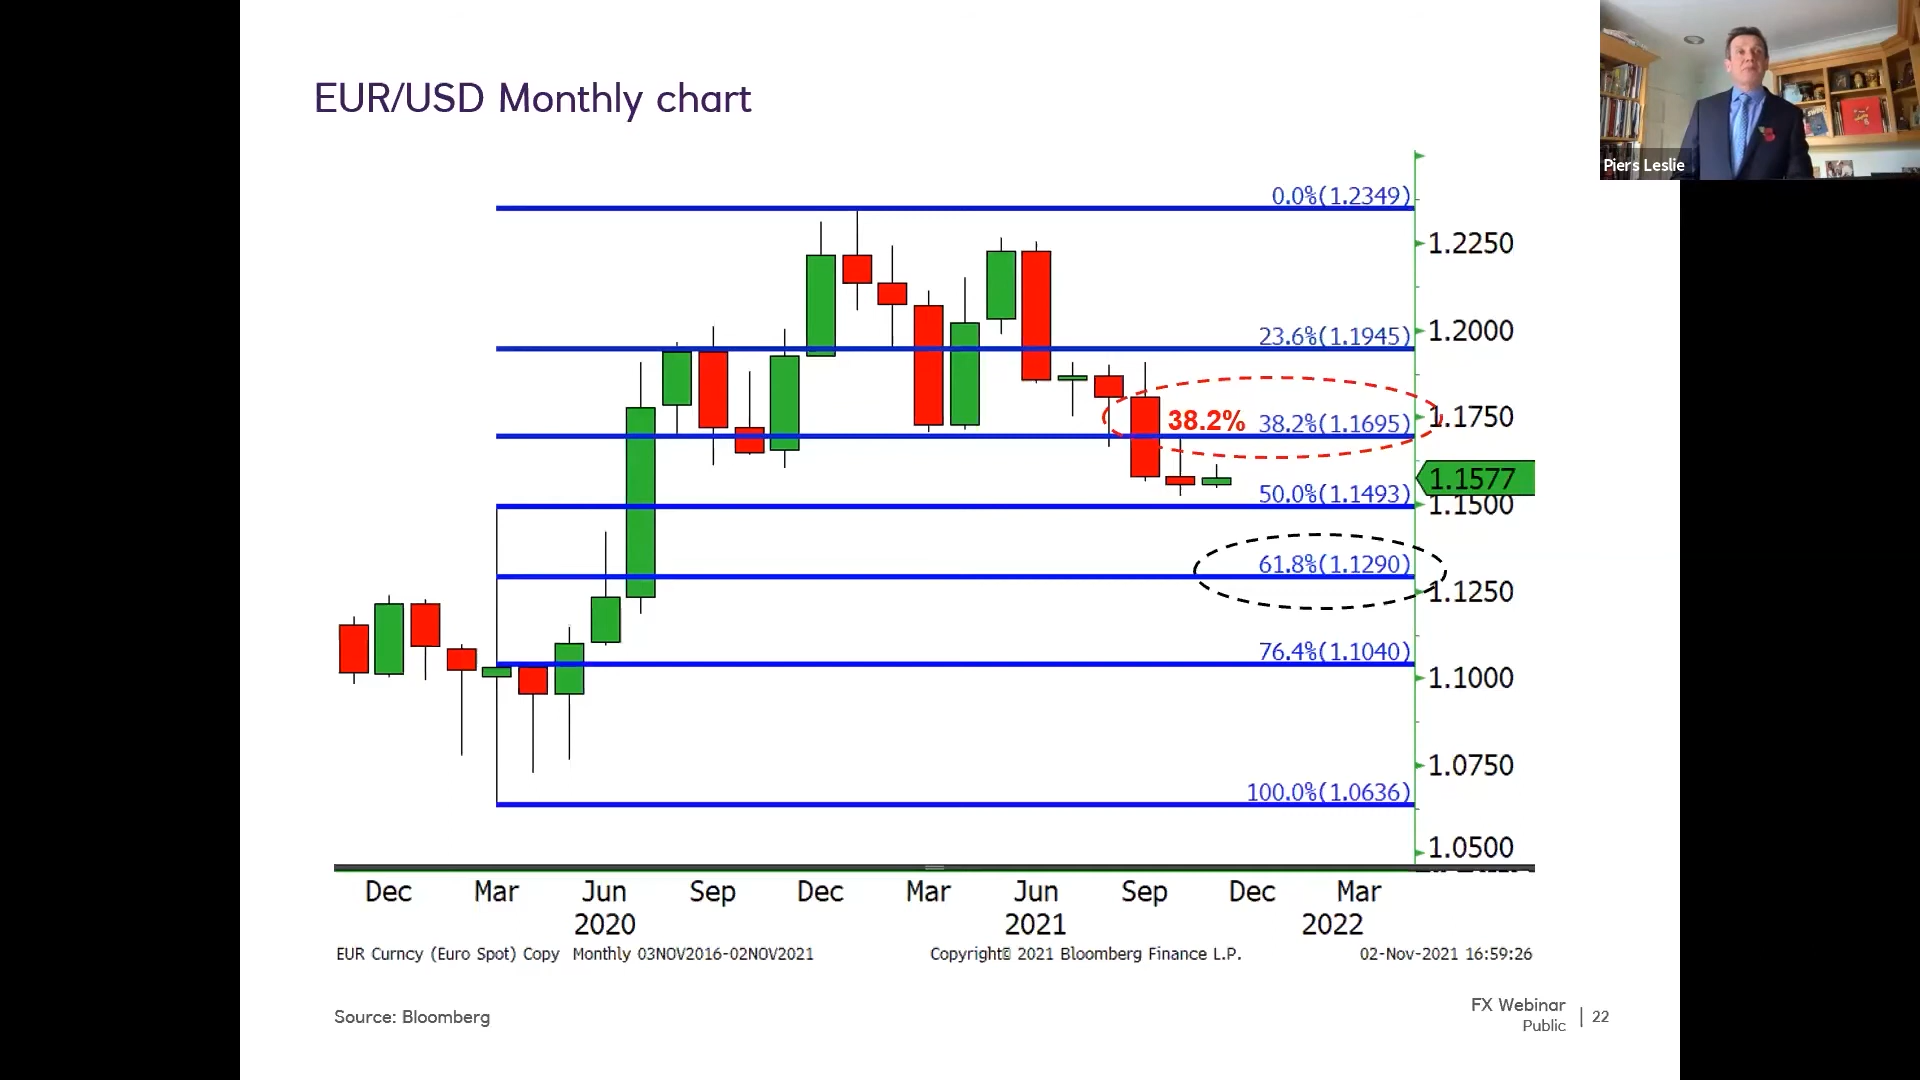 EUR/USD Monthly chart
Piers Leslie
0.0%(1.2349)
23.6%(1.1945)
38.2% 38.2%(1.1695)
50.0%(1.1493)
61.8%(1.1290)
76.4%(1.1040)
100.0%(1.0636)
1.2250
1.2000
1.1750
1.1577
1.1500
1.1250
1.1000
1.0750
1.0500
Dec Mar Jun Sep Dec Mar Jun Sep Dec Mar
2020 2021 2022
EUR Curncy (Euro Spot) Copy Monthly 03NOV2016-02NOV2021 Copyright© 2021 Bloomberg Finance L.P. 02-Nov-2021 16:59:26
Source: Bloomberg
FX Webinar
Public | 22